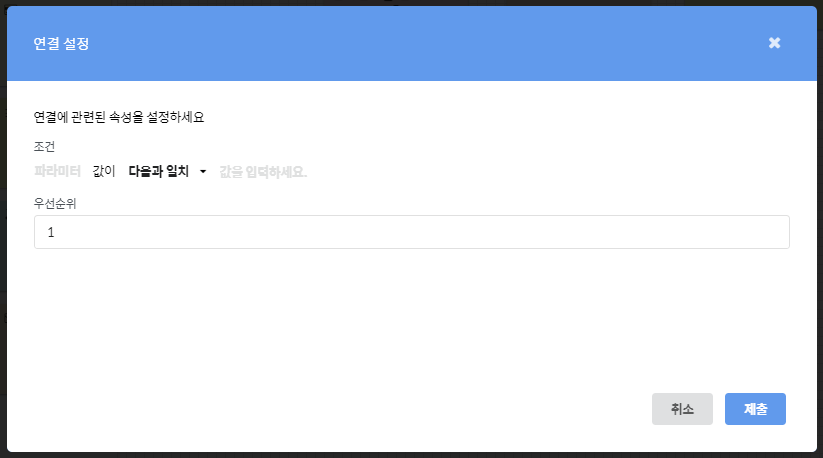 연결 설정
연결에 관련된 속성을 설정하세요
조건
파라미터 값이 다음과 일치 값을 입력하세요.
우선순위
1
취소 제출